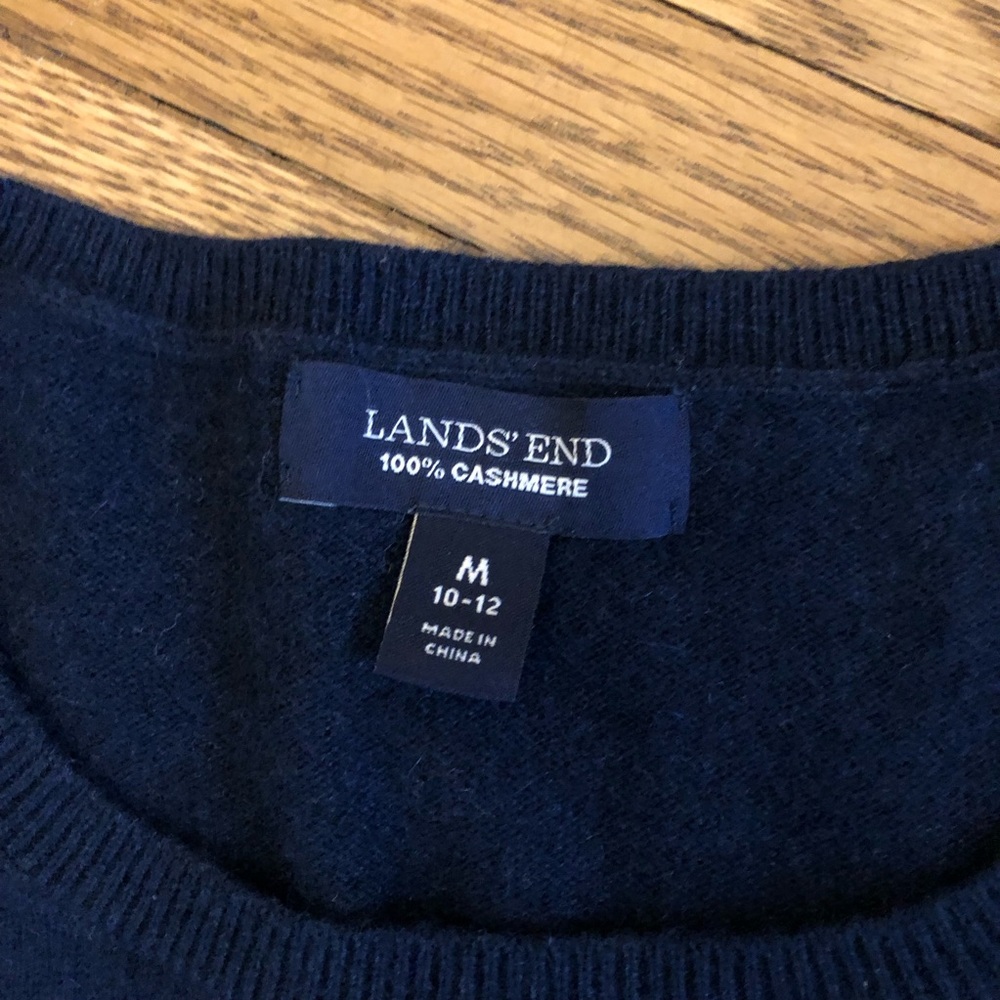 LANDS' END
100% CASHMERE
M
10-12
MADE IN
CHINA